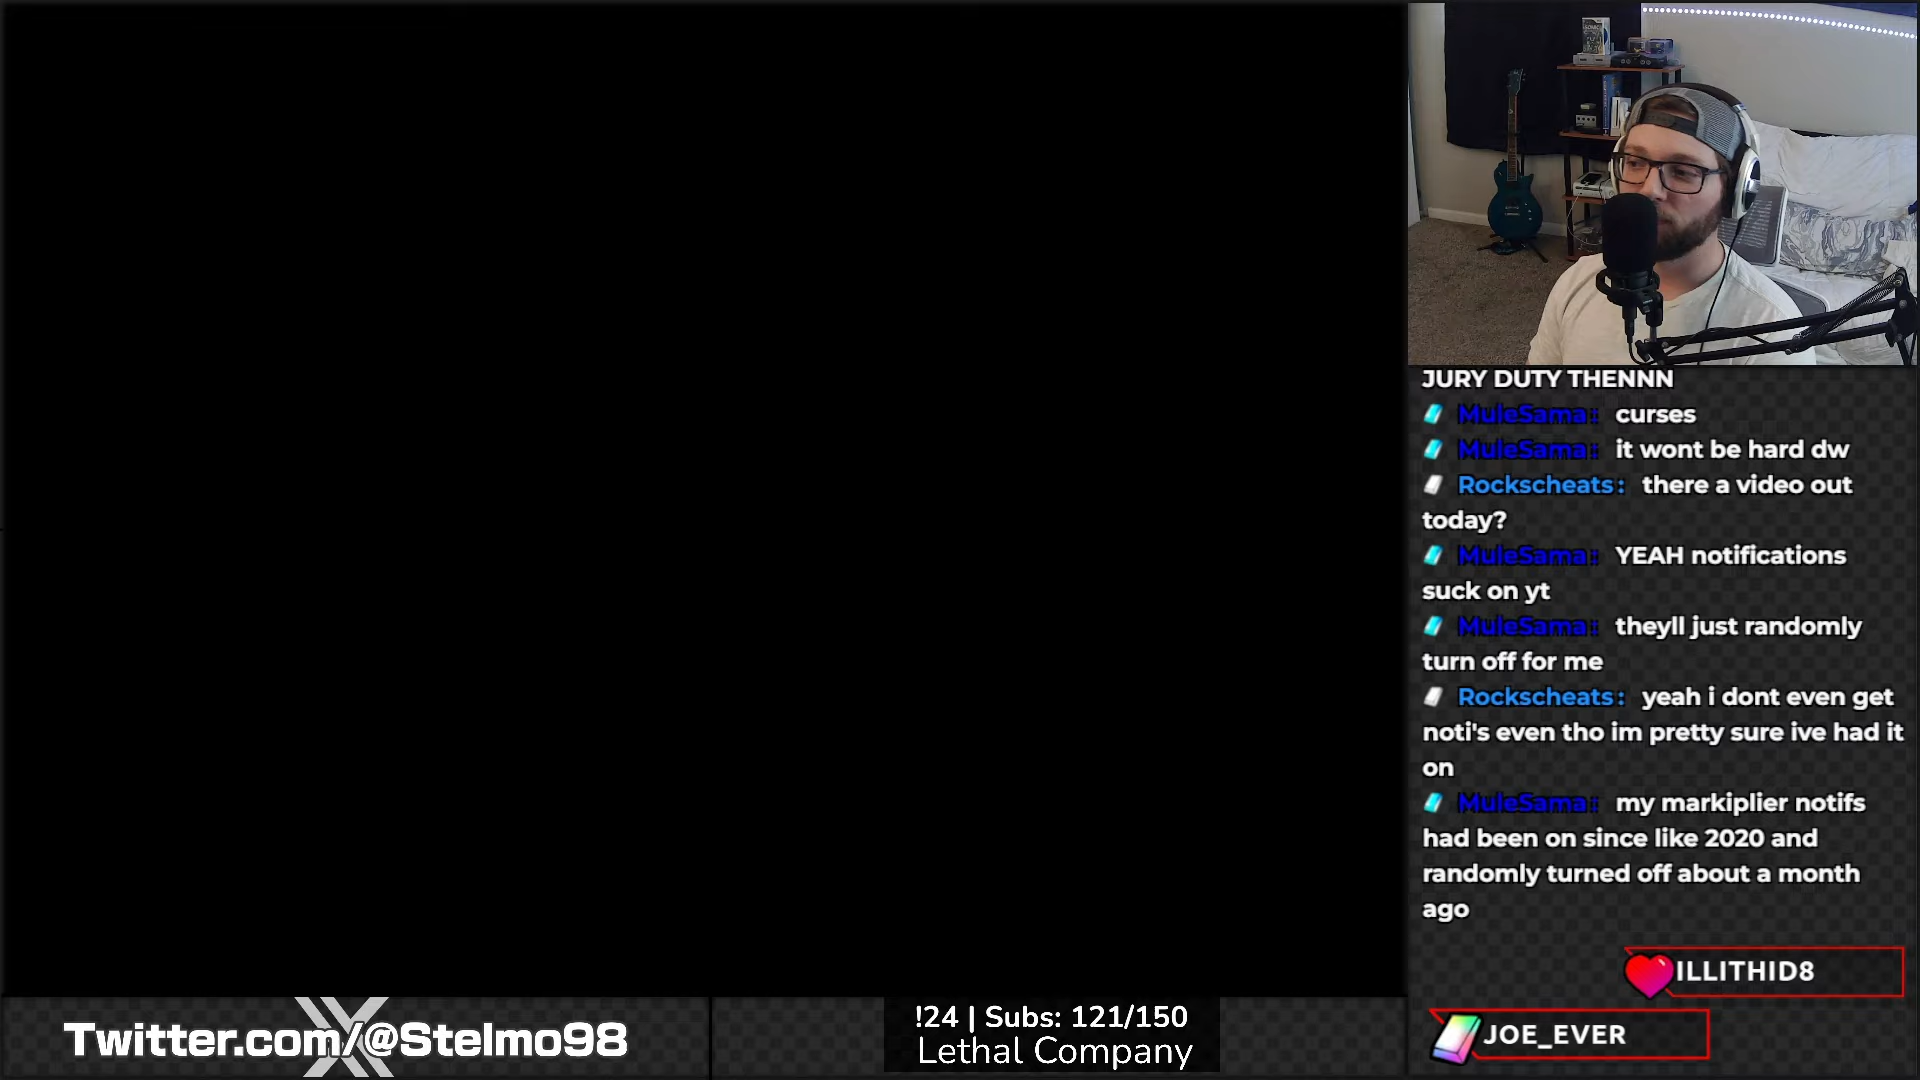 JURY DUTY THENNN
MuleSama: curses
MuleSama: it wont be hard dw
Rockscheats: there a video out
today?
MuleSama: YEAH notifications
suck on yt
MuleSama: theyll just randomly
turn off for me
Rockscheats: yeah i dont even get
noti's even tho im pretty sure ive had it
on
MuleSama: my markiplier notifs
had been on since like 2020 and
randomly turned off about a month
ago
ILLITHID8
JOE_EVER
Twitter.com/@Stelmo98
!24 | Subs: 121/150
Lethal Company